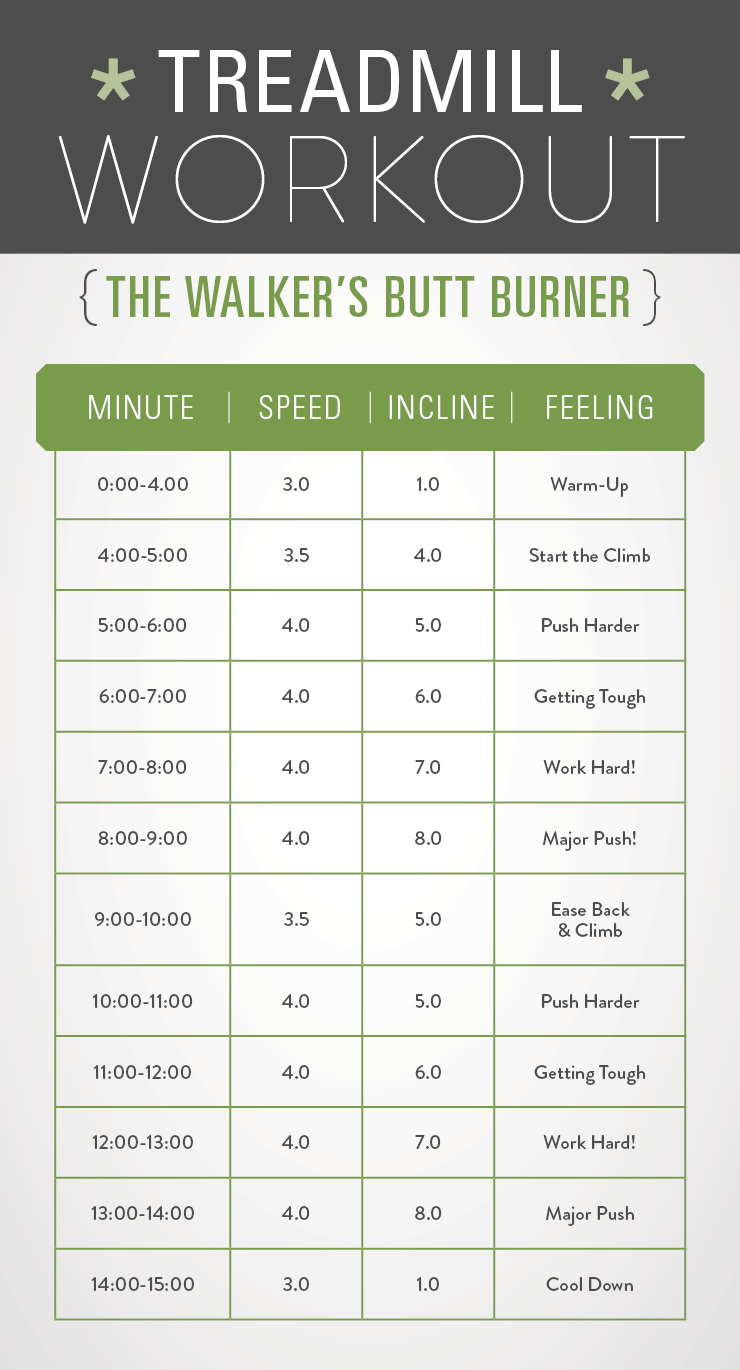 * TREADMILL *
WORKOUT
{ THE WALKER'S BUTT BURNER }
MINUTE | SPEED | INCLINE | FEELING
0:00-4.00 3.0 1.0 Warm-Up
4:00-5:00 3.5 4.0 Start the Climb
5:00-6:00 4.0 5.0 Push Harder
6:00-7:00 4.0 6.0 Getting Tough
7:00-8:00 4.0 7.0 Work Hard!
8:00-9:00 4.0 8.0 Major Push!
9:00-10:00 3.5 5.0 Ease Back
& Climb
10:00-11:00 4.0 5.0 Push Harder
11:00-12:00 4.0 6.0 Getting Tough
12:00-13:00 4.0 7.0 Work Hard!
13:00-14:00 4.0 8.0 Major Push
14:00-15:00 3.0 1.0 Cool Down